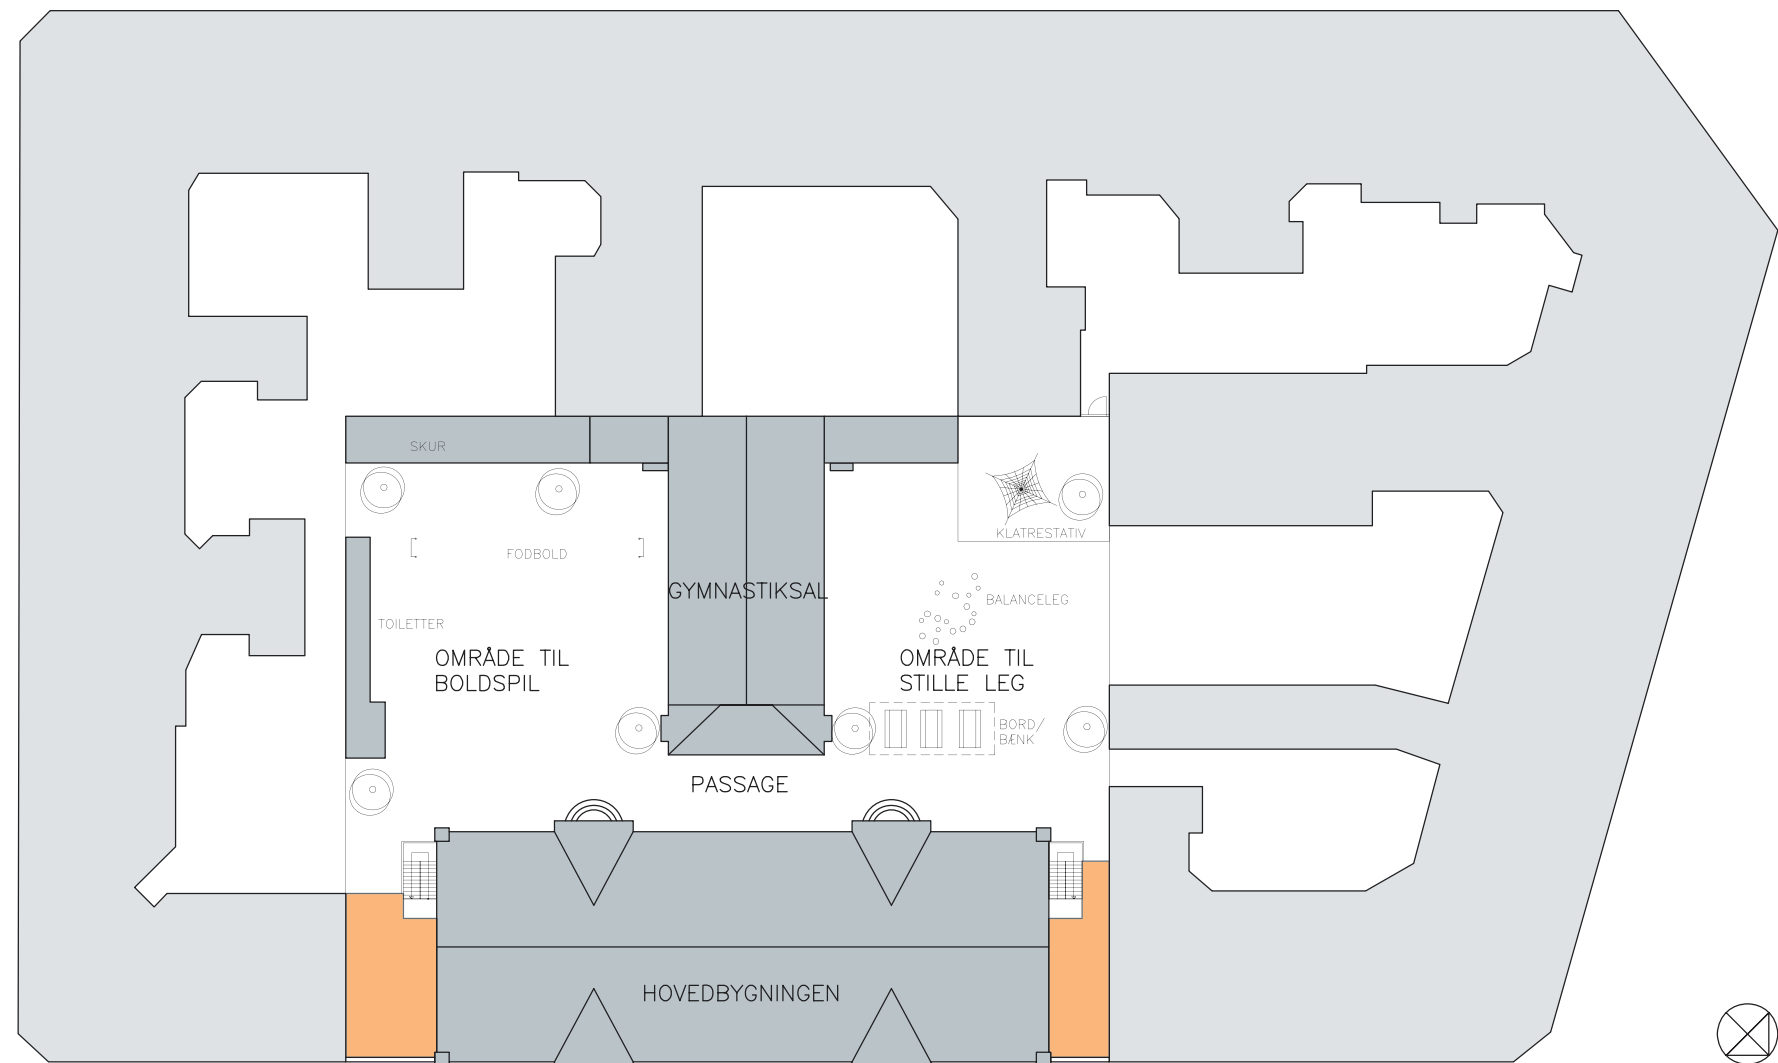 SKUR
FODBOLD
KLATRESTATIV
GYMNASTIKSAL
BALANCELEG
TOILETTER
OMRÅDE TIL
BOLDSPIL
OMRÅDE TIL
STILLE LEG
BORD/
BÆNK
PASSAGE
HOVEDBYGNINGEN